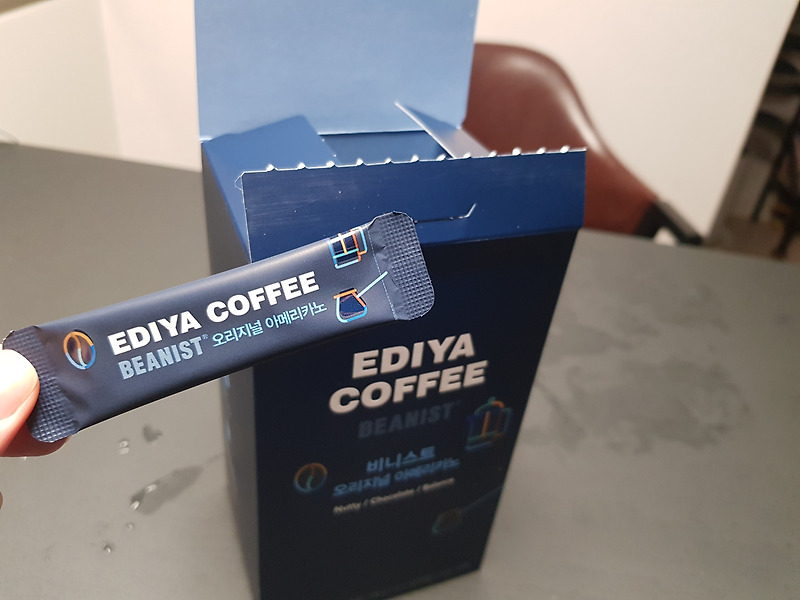 EDIYA COFFEE
BEANIST® 오리지널 아메리카노
EDIYA
COFFEE
BEANIST
비니스트
오리지널 아메리카노
Nutty / Chocolate / Balance